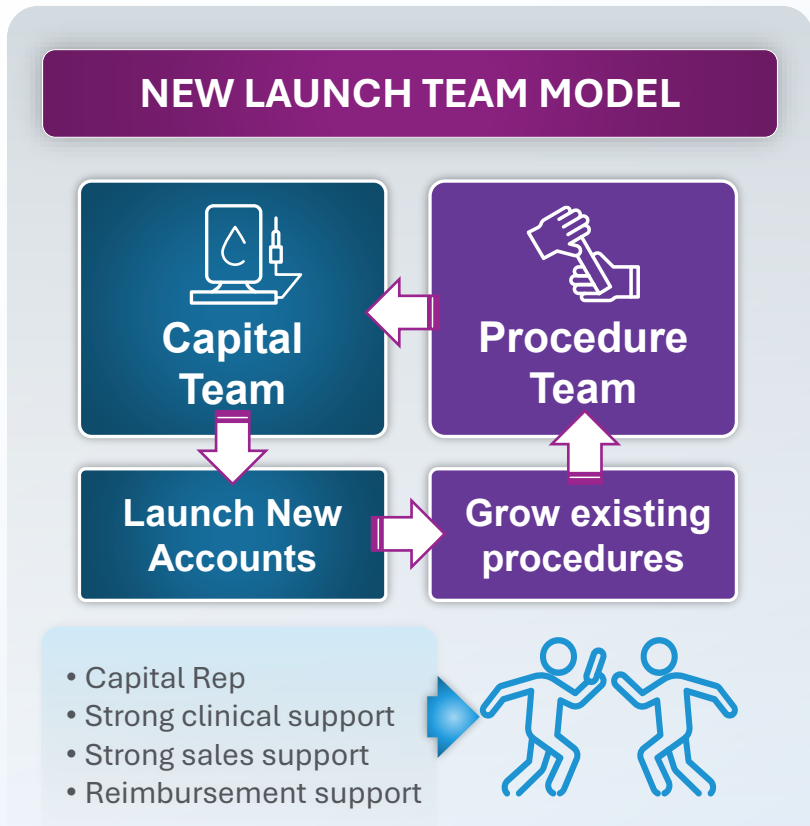 NEW LAUNCH TEAM MODEL
Capital
Team
Procedure
Team
Launch New
Accounts
Grow existing
procedures
• Capital Rep
• Strong clinical support
• Strong sales support
• Reimbursement support